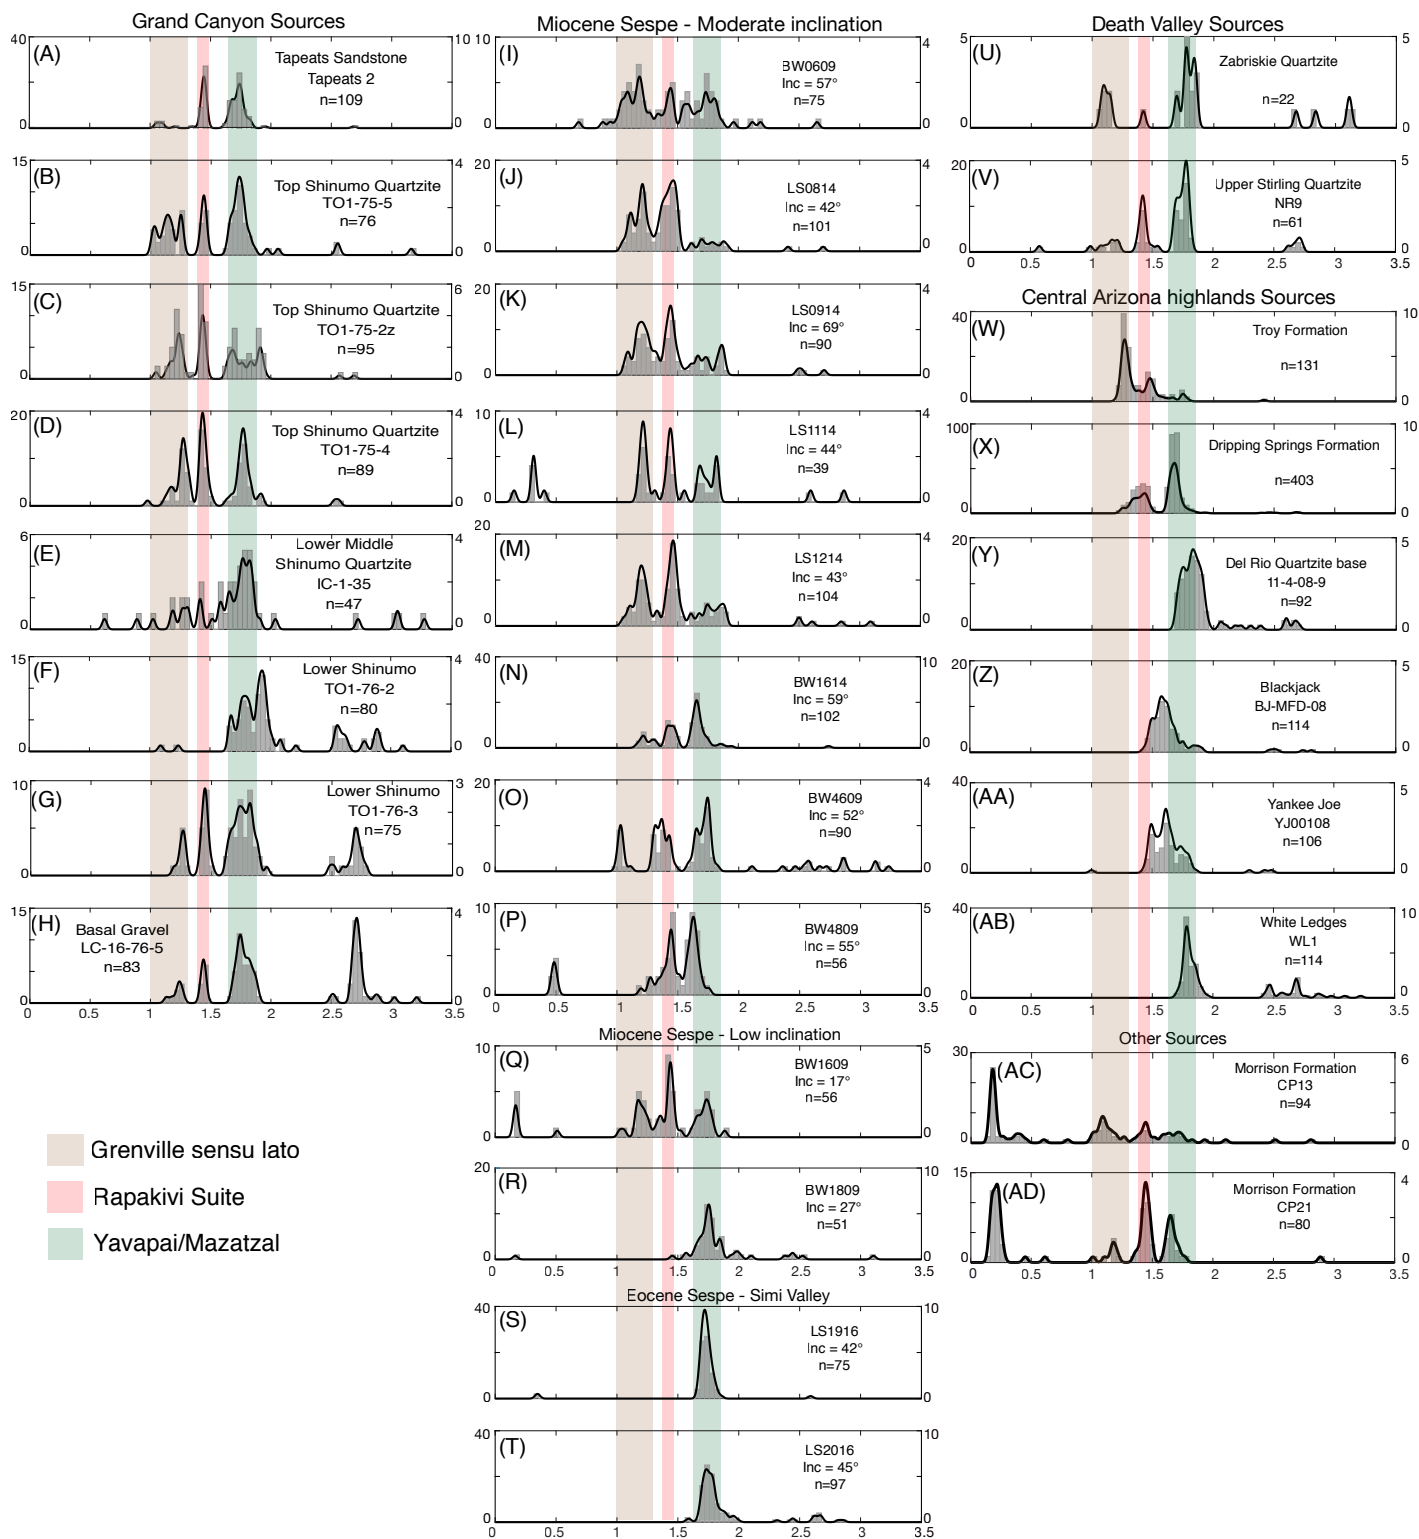 Grand Canyon Sources
40
(A)
Tapeats Sandstone
Tapeats 2
n=109
10
0
0
15
(B)
Top Shinumo Quartzite
TO1-75-5
n=76
4
0
0
15
(C)
Top Shinumo Quartzite
TO1-75-2z
n=95
6
0
0
20
(D)
Top Shinumo Quartzite
TO1-75-4
n=89
4
0
0
6
(E)
Lower Middle
Shinumo Quartzite
IC-1-35
n=47
4
0
0
15
(F)
Lower Shinumo
TO1-76-2
n=80
4
0
0
10
(G)
Lower Shinumo
TO1-76-3
n=75
3
0
0
15
(H)
Basal Gravel
LC-16-76-5
n=83
4
0
0
0 0.5 1 1.5 2 2.5 3 3.5
Grenville sensu lato
Rapakivi Suite
Yavapai/Mazatzal
Miocene Sespe - Moderate inclination
10
(I)
BW0609
Inc = 57°
n=75
4
0
0
20
(J)
LS0814
Inc = 42°
n=101
4
0
0
20
(K)
LS0914
Inc = 69°
n=90
4
0
0
10
(L)
LS1114
Inc = 44°
n=39
4
0
0
20
(M)
LS1214
Inc = 43°
n=104
4
0
0
40
(N)
BW1614
Inc = 59°
n=102
10
0
0
20
(O)
BW4609
Inc = 52°
n=90
4
0
0
10
(P)
BW4809
Inc = 55°
n=56
5
0
0
0 0.5 1 1.5 2 2.5 3 3.5
Miocene Sespe - Low inclination
10
(Q)
BW1609
Inc = 17°
n=56
5
0
0
20
(R)
BW1809
Inc = 27°
n=51
10
0
0
0 0.5 1 1.5 2 2.5 3 3.5
Eocene Sespe - Simi Valley
40
(S)
LS1916
Inc = 42°
n=75
10
0
0
40
(T)
LS2016
Inc = 45°
n=97
10
0
0
0 0.5 1 1.5 2 2.5 3 3.5
Death Valley Sources
5
(U)
Zabriskie Quartzite
n=22
5
0
0
20
(V)
Upper Stirling Quartzite
NR9
n=61
5
0
0
0 0.5 1 1.5 2 2.5 3 3.5
Central Arizona highlands Sources
40
(W)
Troy Formation
n=131
10
0
0
100
(X)
Dripping Springs Formation
n=403
10
0
0
20
(Y)
Del Rio Quartzite base
11-4-08-9
n=92
5
0
0
20
(Z)
Blackjack
BJ-MFD-08
n=114
5
0
0
40
(AA)
Yankee Joe
YJ00108
n=106
5
0
0
40
(AB)
White Ledges
WL1
n=114
10
0
0
0 0.5 1 1.5 2 2.5 3 3.5
Other Sources
30
(AC)
Morrison Formation
CP13
n=94
5
0
0
15
(AD)
Morrison Formation
CP21
n=80
4
0
0
0 0.5 1 1.5 2 2.5 3 3.5